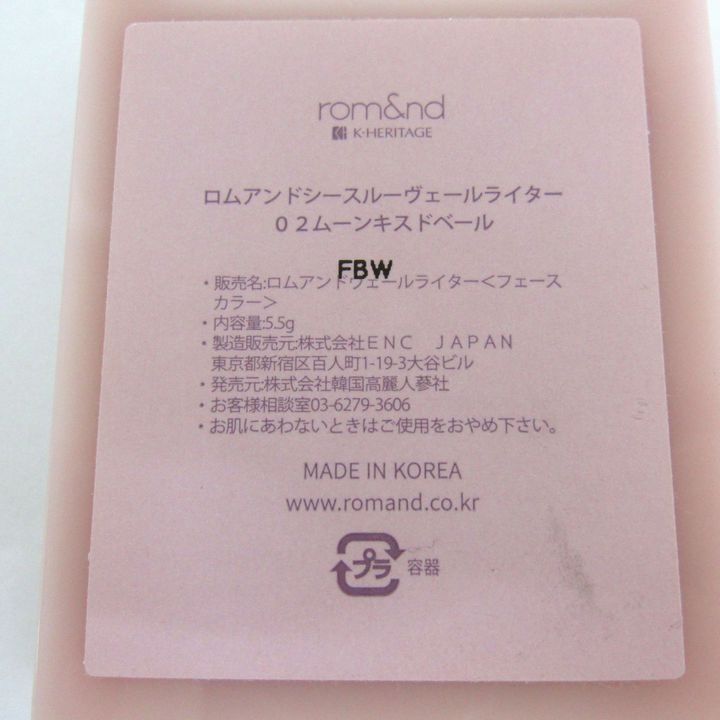 rom&nd
K·HERITAGE
ロムアンドシースルーヴェールライター
０２ムーンキスドベール
FBW
・販売名:ロムアンドヴェールライター＜フェース
カラー＞
・内容量:5.5g
・製造販売元:株式会社ＥＮＣ　ＪＡＰＡＮ
東京都新宿区百人町1-19-3大谷ビル
・発売元:株式会社韓国高麗人蔘社
・お客様相談室03-6279-3606
・お肌にあわないときはご使用をおやめ下さい。
MADE IN KOREA
www.romand.co.kr
プラ 容器